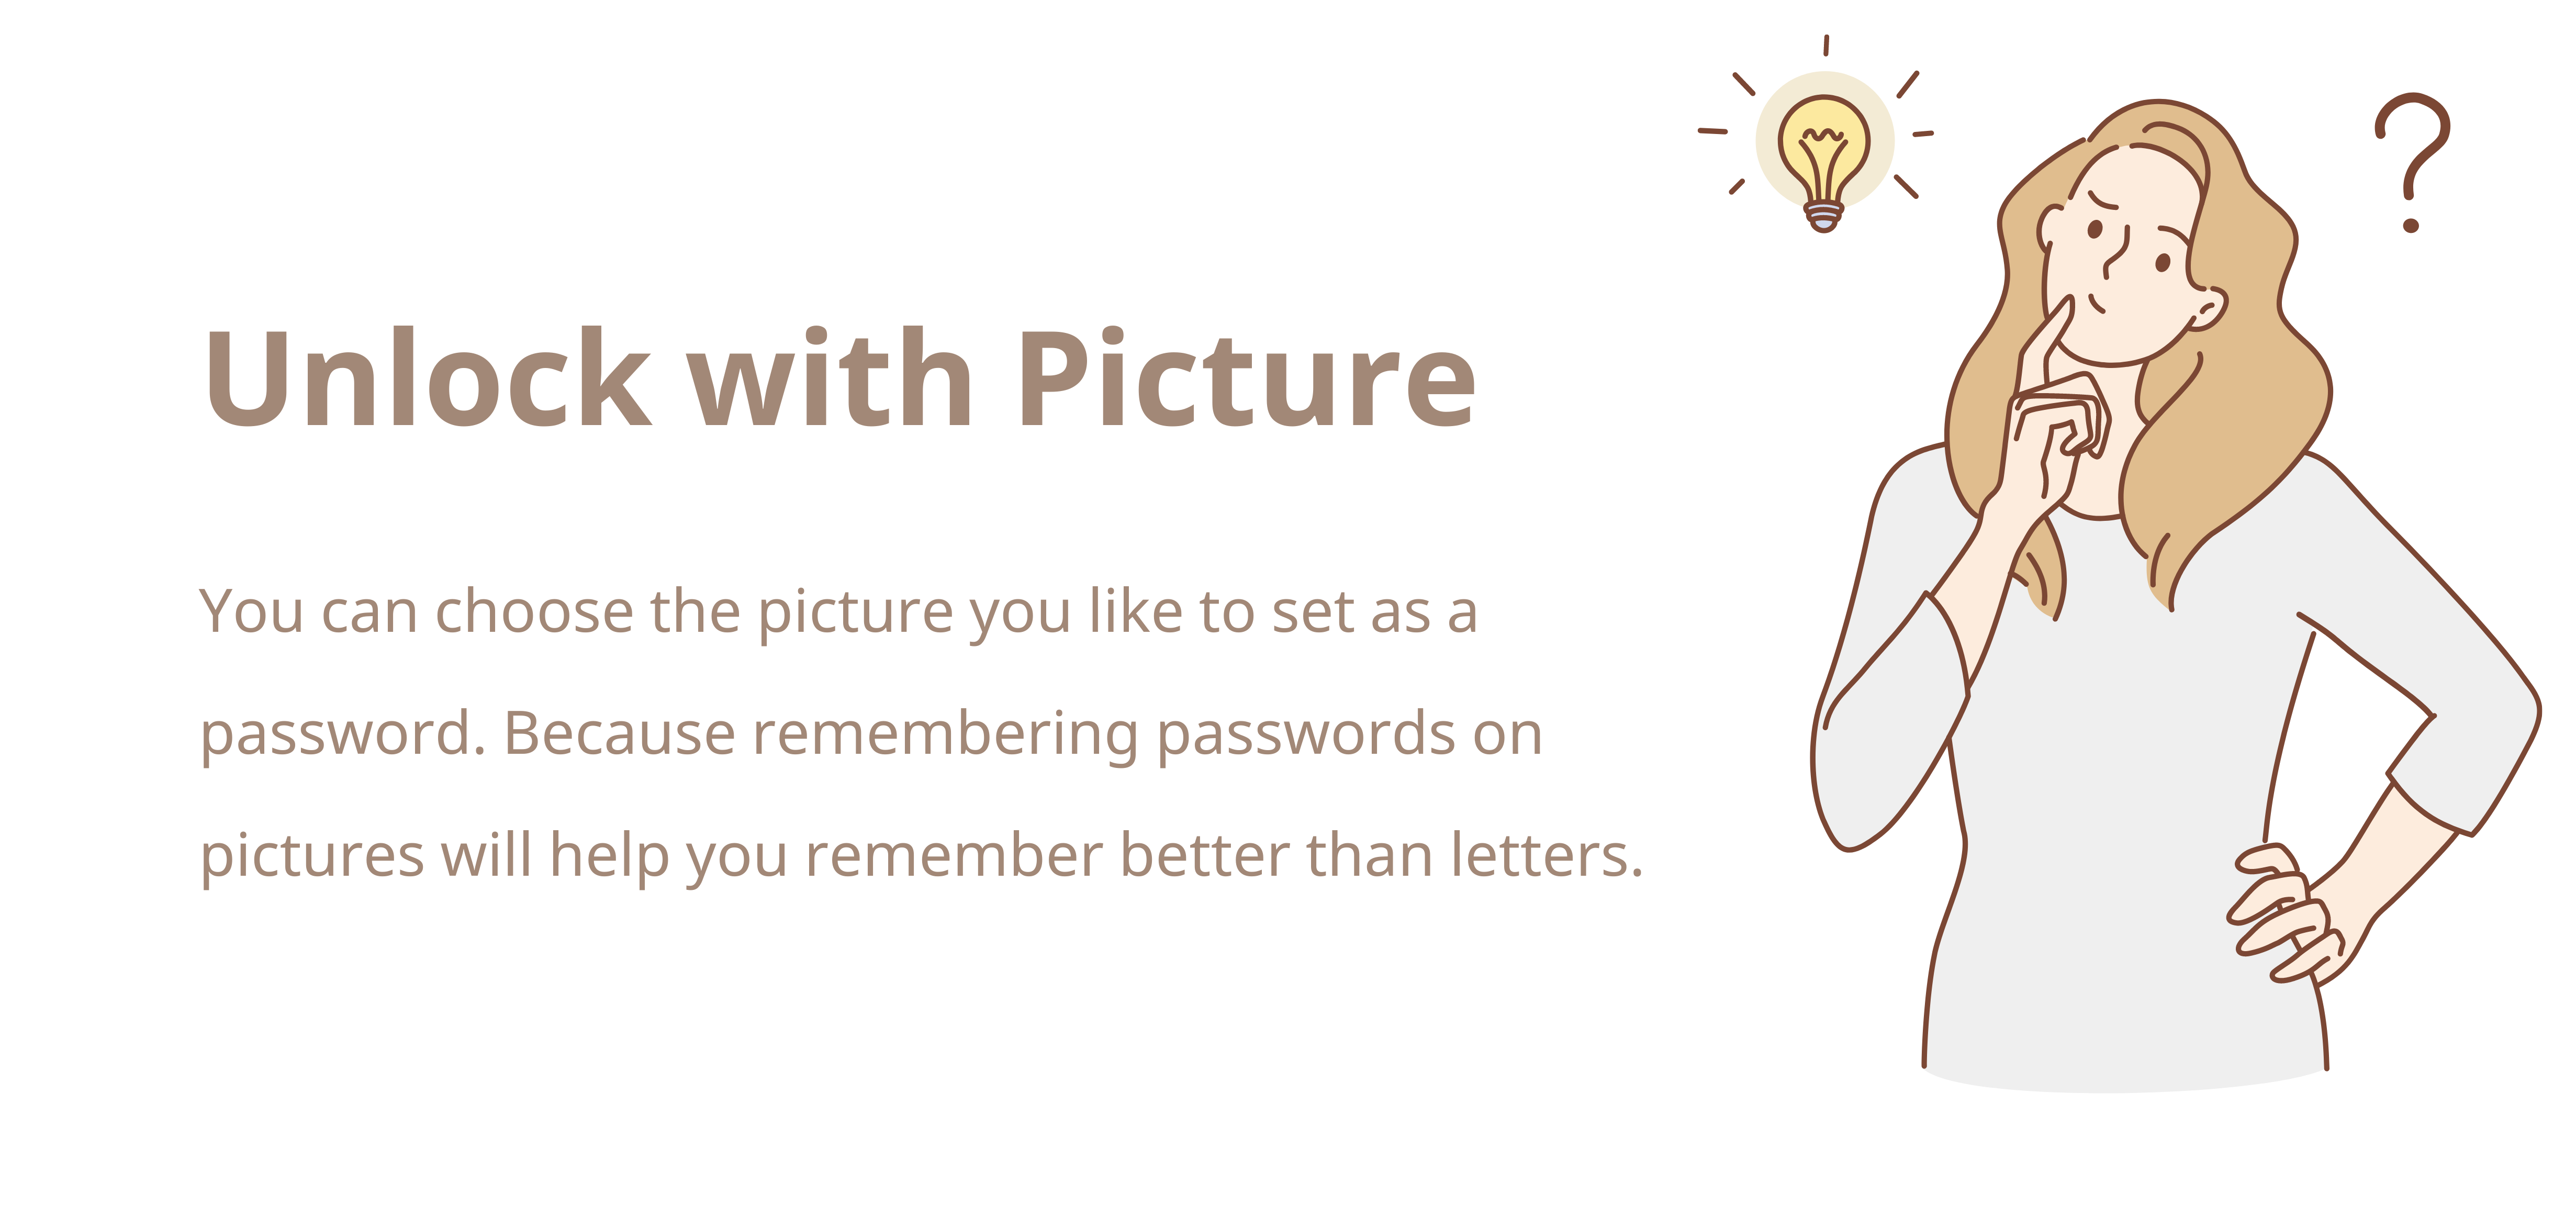 Unlock with Picture
You can choose the picture you like to set as a
password. Because remembering passwords on
pictures will help you remember better than letters.
?